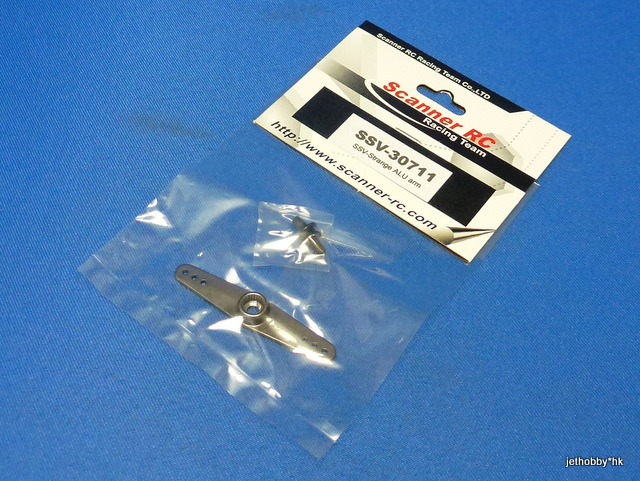 Scanner RC Racing Team Co.,LTD
Scanner RC
Racing Team
SSV-30711
SSV-Strange ALU arm
http://www.scanner-rc.com
jethobby*hk